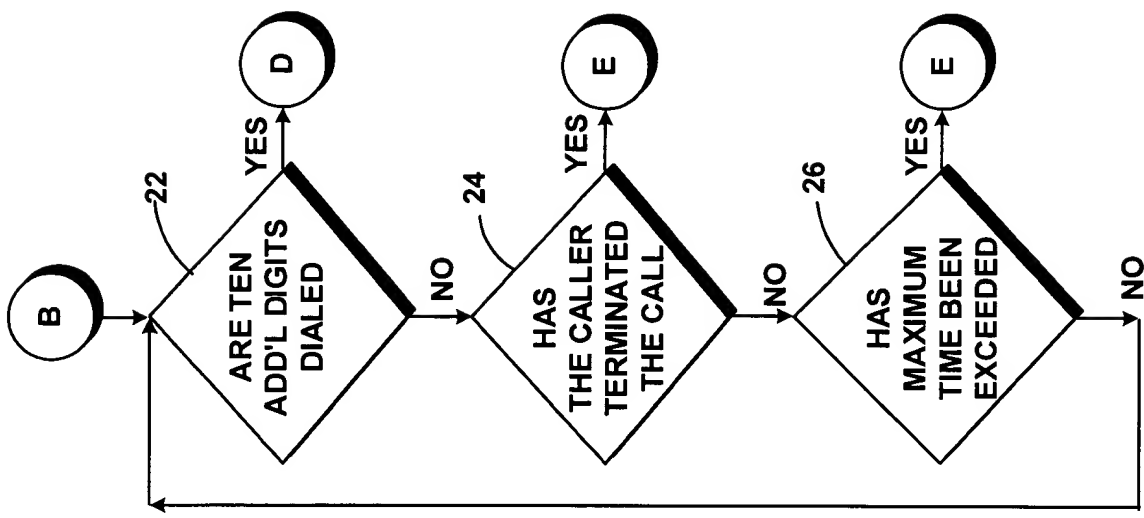 B
22
ARE TEN
ADD'L DIGITS
DIALED
YES
D
NO
24
HAS
THE CALLER
TERMINATED
THE CALL
YES
E
NO
26
HAS
MAXIMUM
TIME BEEN
EXCEEDED
YES
E
NO